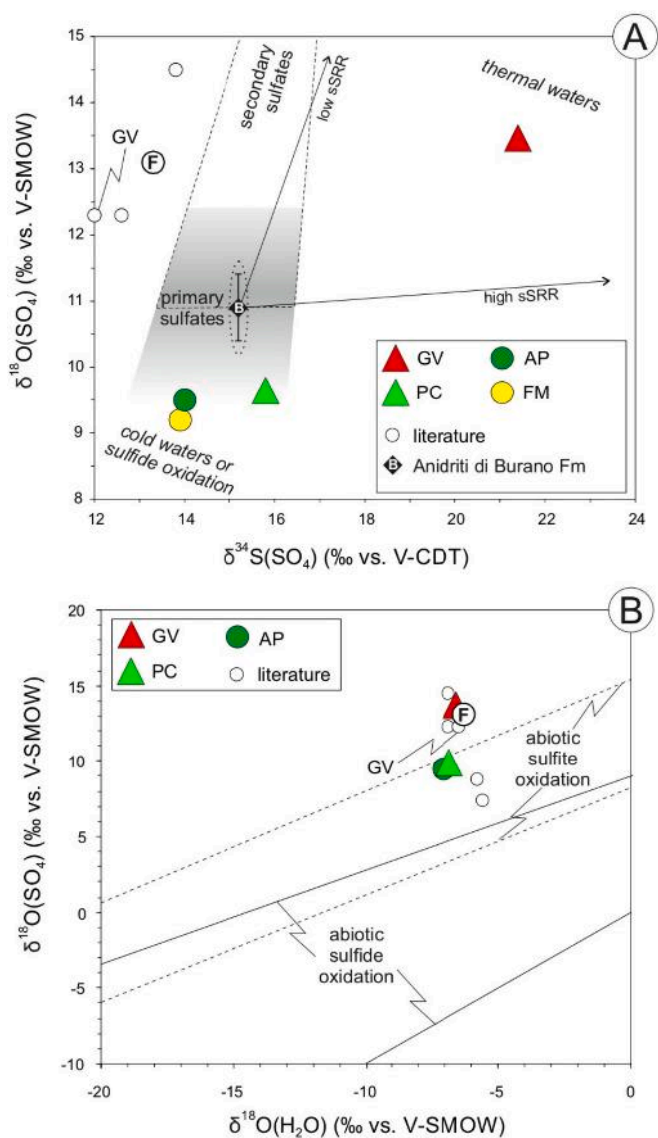 A
15
14
13
12
11
10
9
8
δ18O(SO4) (‰ vs. V-SMOW)
secondary
sulfates
low sSRR
thermal waters
GV
F
primary
sulfates
B
high sSRR
cold waters or
sulfide oxidation
GV
AP
PC
FM
literature
B
Anidriti di Burano Fm
12
14
16
18
20
22
24
δ34S(SO4) (‰ vs. V-CDT)
B
20
15
10
5
0
-5
-10
δ18O(SO4) (‰ vs. V-SMOW)
GV
AP
PC
literature
F
GV
abiotic
sulfite
oxidation
abiotic
sulfide
oxidation
-20
-15
-10
-5
0
δ18O(H2O) (‰ vs. V-SMOW)